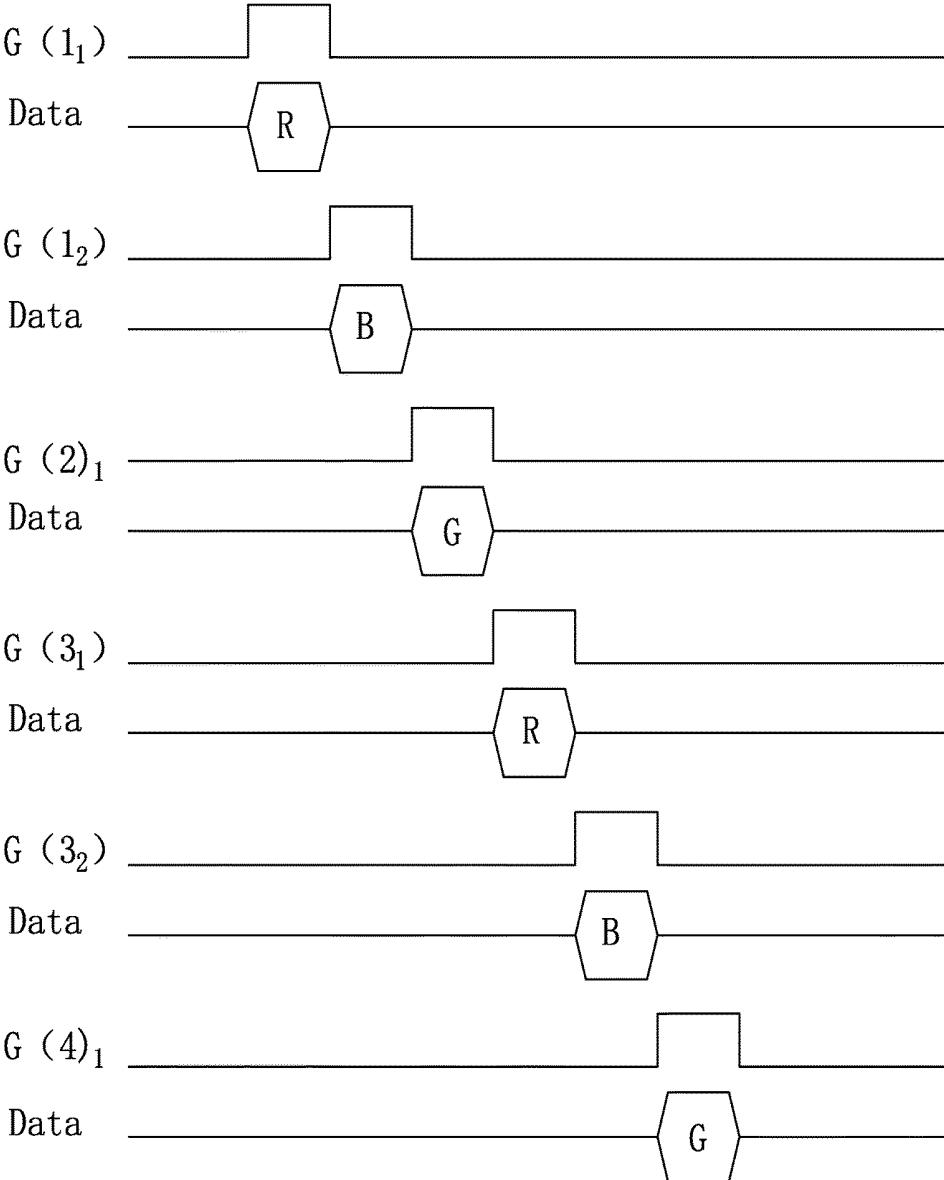 G (1₁)
Data R
G (1₂)
Data B
G (2)₁
Data G
G (3₁)
Data R
G (3₂)
Data B
G (4)₁
Data G